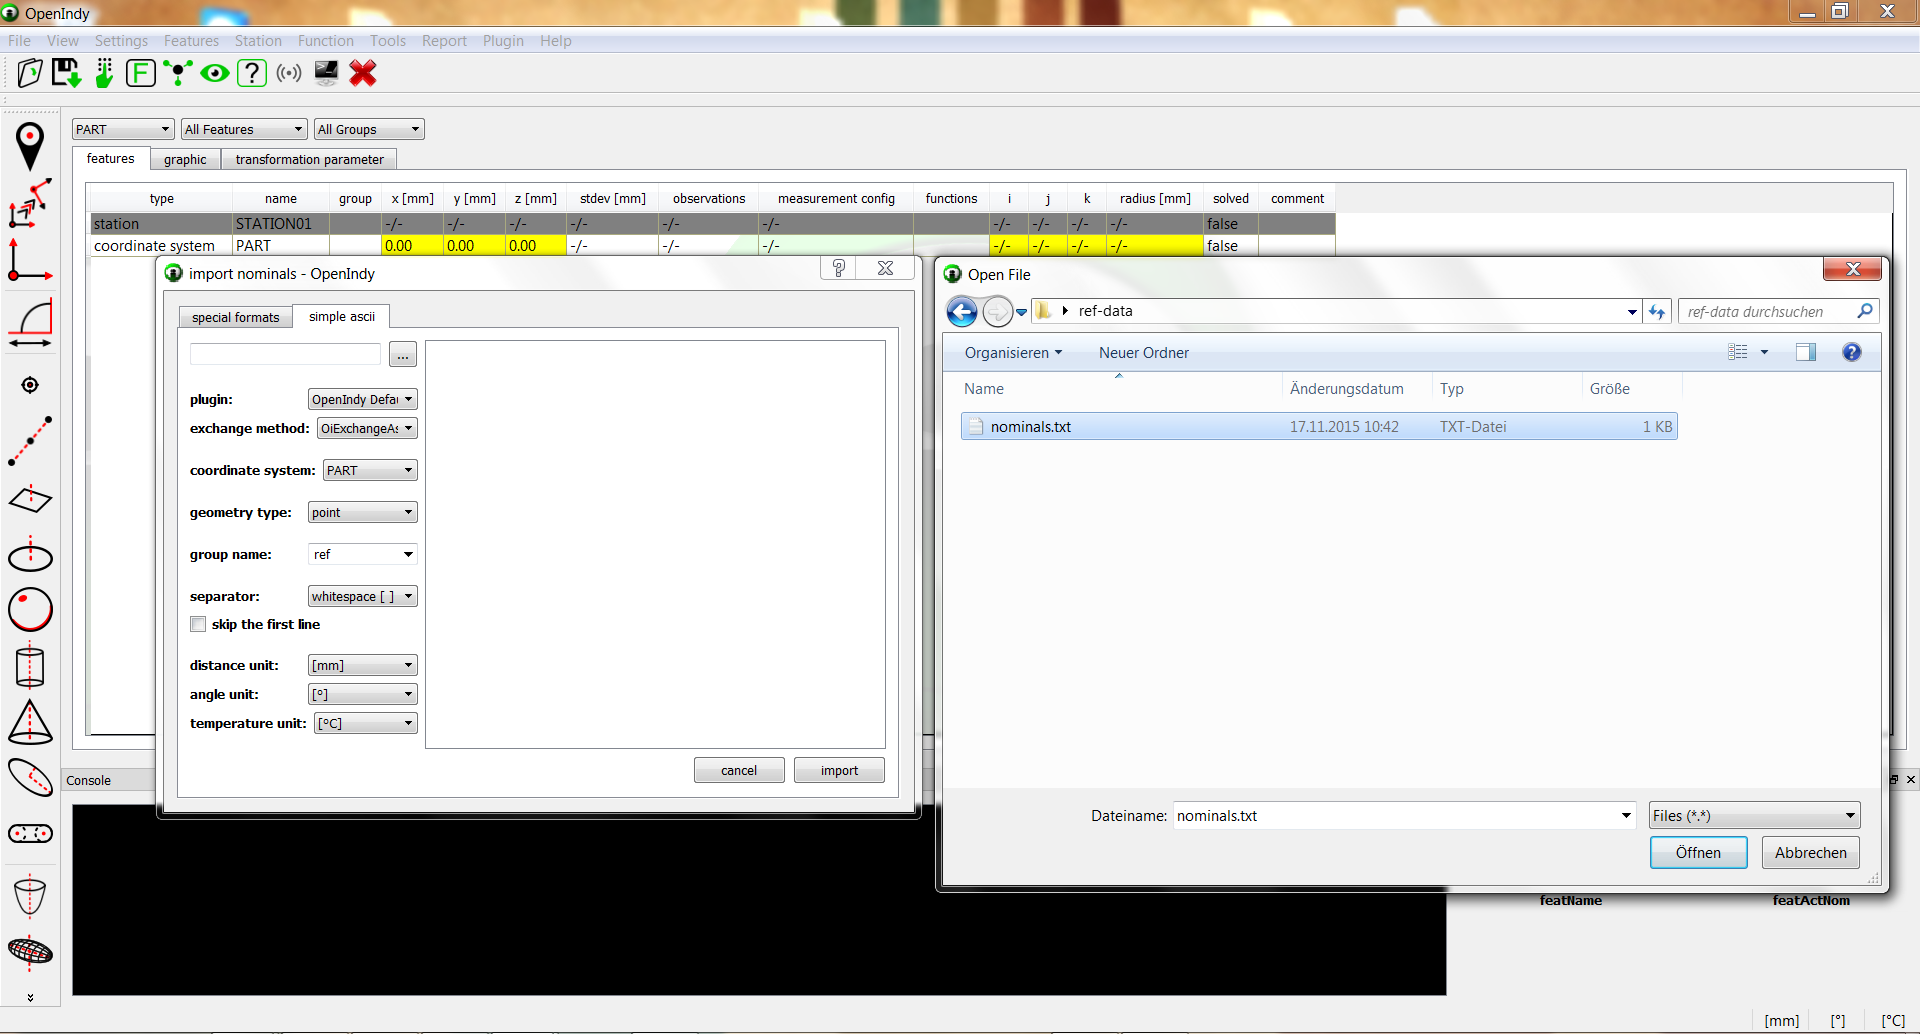 OpenIndy
File View Settings Features Station Function Tools Report Plugin Help
PART All Features All Groups
features graphic transformation parameter
type name group x [mm] y [mm] z [mm] stdev [mm] observations measurement config functions i j k radius [mm] solved comment
station STATION01 -/- -/- -/- -/- -/- -/- -/- -/- -/- -/- false
coordinate system PART 0.00 0.00 0.00 -/- -/- -/- -/- -/- -/- -/- false
import nominals - OpenIndy
special formats simple ascii
...
plugin: OpenIndy Defau
exchange method: OiExchangeAs
coordinate system: PART
geometry type: point
group name: ref
separator: whitespace [ ]
skip the first line
distance unit: [mm]
angle unit: [°]
temperature unit: [°C]
cancel import
Open File
ref-data
ref-data durchsuchen
Organisieren Neuer Ordner
Name Änderungsdatum Typ Größe
nominals.txt 17.11.2015 10:42 TXT-Datei 1 KB
Dateiname: nominals.txt Files (*.*)
Öffnen Abbrechen
Console
featName featActNom
[mm] [°] [°C]